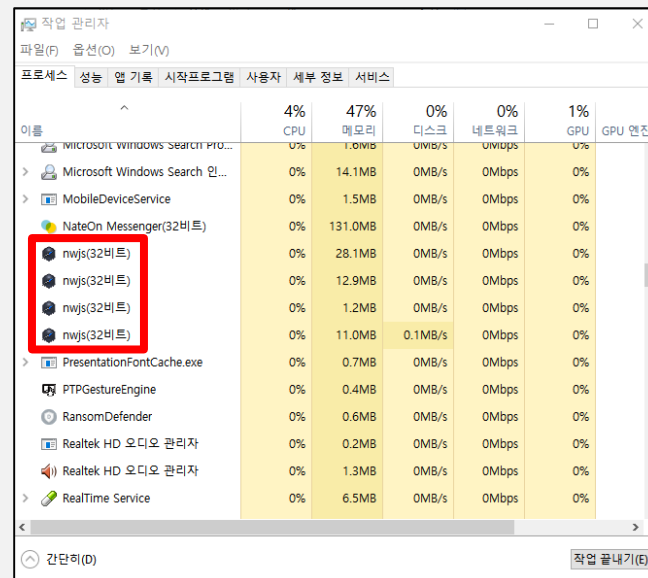 작업 관리자
파일(F) 옵션(O) 보기(V)
프로세스 성능 앱 기록 시작프로그램 사용자 세부 정보 서비스
4% 47% 0% 0% 1%
이름 CPU 메모리 디스크 네트워크 GPU GPU 엔진
Microsoft Windows Search Pro... 0% 1.6MB 0MB/s 0Mbps 0%
Microsoft Windows Search 인... 0% 14.1MB 0MB/s 0Mbps 0%
MobileDeviceService 0% 1.5MB 0MB/s 0Mbps 0%
NateOn Messenger(32비트) 0% 131.0MB 0MB/s 0Mbps 0%
nwjs(32비트) 0% 28.1MB 0MB/s 0Mbps 0%
nwjs(32비트) 0% 12.9MB 0MB/s 0Mbps 0%
nwjs(32비트) 0% 1.2MB 0MB/s 0Mbps 0%
nwjs(32비트) 0% 11.0MB 0.1MB/s 0Mbps 0%
PresentationFontCache.exe 0% 0.7MB 0MB/s 0Mbps 0%
PTPGestureEngine 0% 0.4MB 0MB/s 0Mbps 0%
RansomDefender 0% 0.6MB 0MB/s 0Mbps 0%
Realtek HD 오디오 관리자 0% 0.2MB 0MB/s 0Mbps 0%
Realtek HD 오디오 관리자 0% 1.3MB 0MB/s 0Mbps 0%
RealTime Service 0% 6.5MB 0MB/s 0Mbps 0%
간단히(D) 작업 끝내기(E)